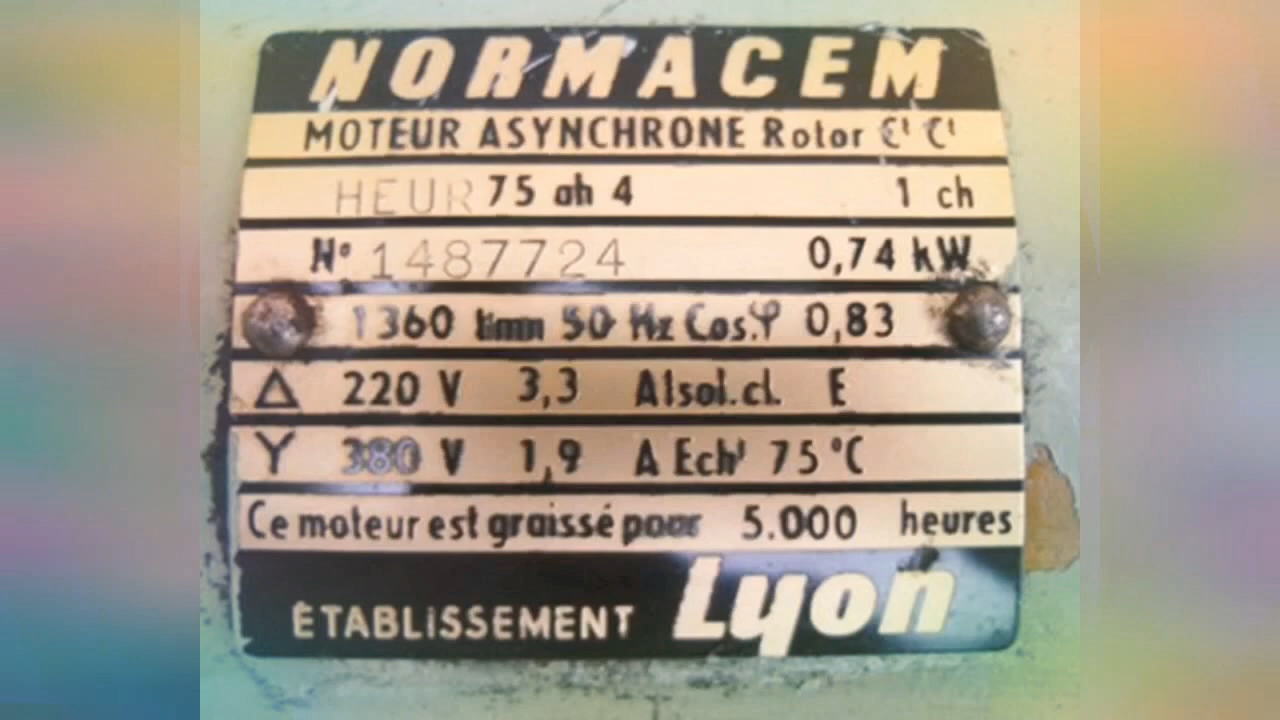 NORMACEM
MOTEUR ASYNCHRONE Rotor Ct Ct
HEUR 75 ah 4 1 ch
No 1487724 0,74 kW
1360 t/mn 50 Hz Cos.φ 0,83
Δ 220 V 3,3 A Isol.cl. E
Y 380 V 1,9 A Ech' 75°C
Ce moteur est graissé pour 5.000 heures
ÉTABLISSEMENT Lyon